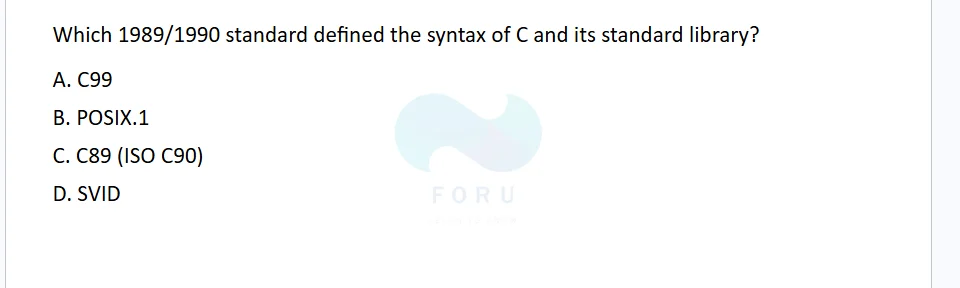 Which 1989/1990 standard defined the syntax of C and its standard library?
A. C99
B. POSIX.1
C. C89 (ISO C90)
D. SVID
FORU